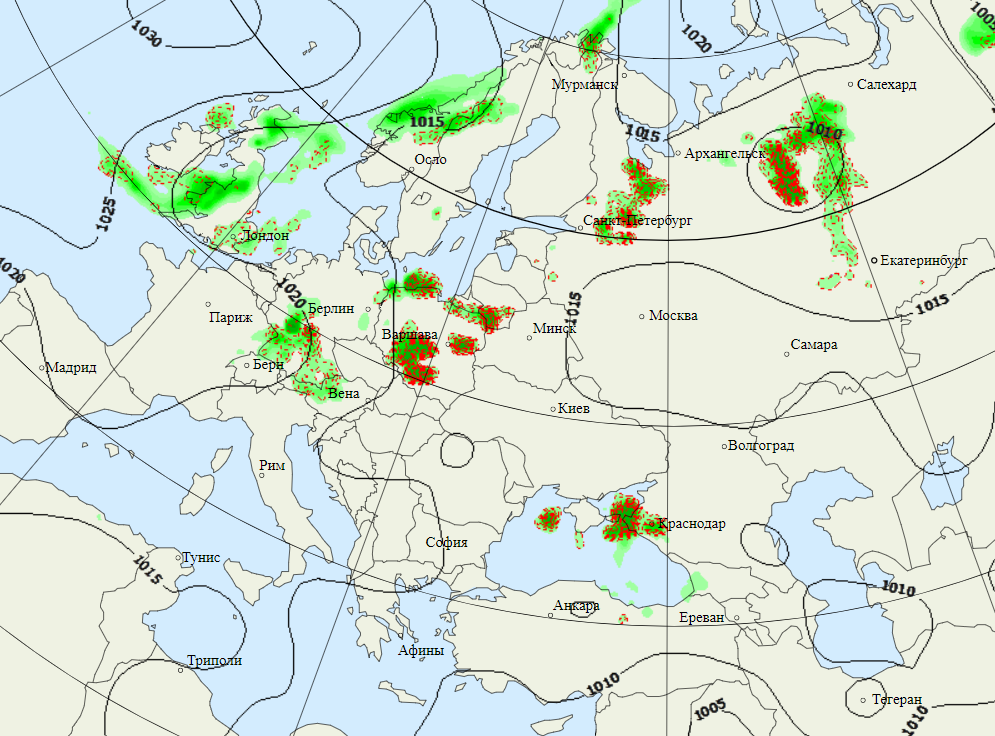 1030
1020
1005
Мурманск
Салехард
1015
1015
1010
Осло
Архангельск
1025
Санкт-Петербург
Лондон
Екатеринбург
1020
1020
1015
1015
Париж
Берлин
Москва
Варшава
Минск
Самара
Мадрид
Берн
Вена
Киев
Волгоград
Рим
Краснодар
София
Тунис
1015
1010
Анкара
Ереван
Афины
Триполи
1010
Тегеран
1005
1010